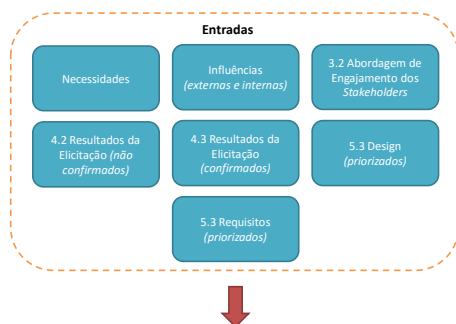 Entradas
Necessidades
Influências
(externas e internas)
3.2 Abordagem de
Engajamento dos
Stakeholders
4.2 Resultados da
Elicitação (não
confirmados)
4.3 Resultados da
Elicitação
(confirmados)
5.3 Design
(priorizados)
5.3 Requisitos
(priorizados)